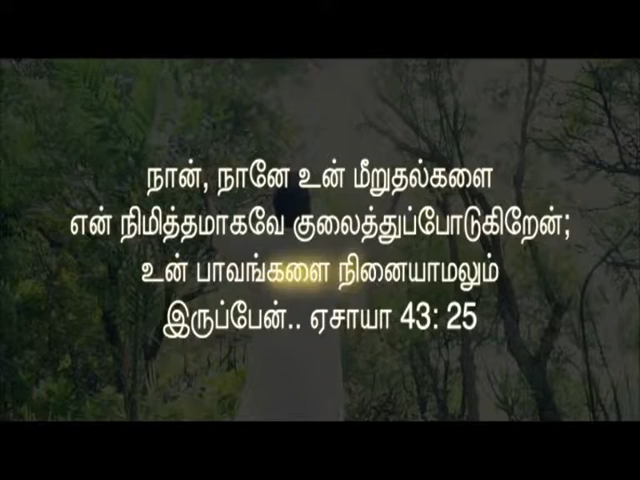 நான், நானே உன் மீறுதல்களை
என் நிமித்தமாகவே குலைத்துப்போடுகிறேன்;
உன் பாவங்களை நினையாமலும்
இருப்பேன்.. ஏசாயா 43: 25